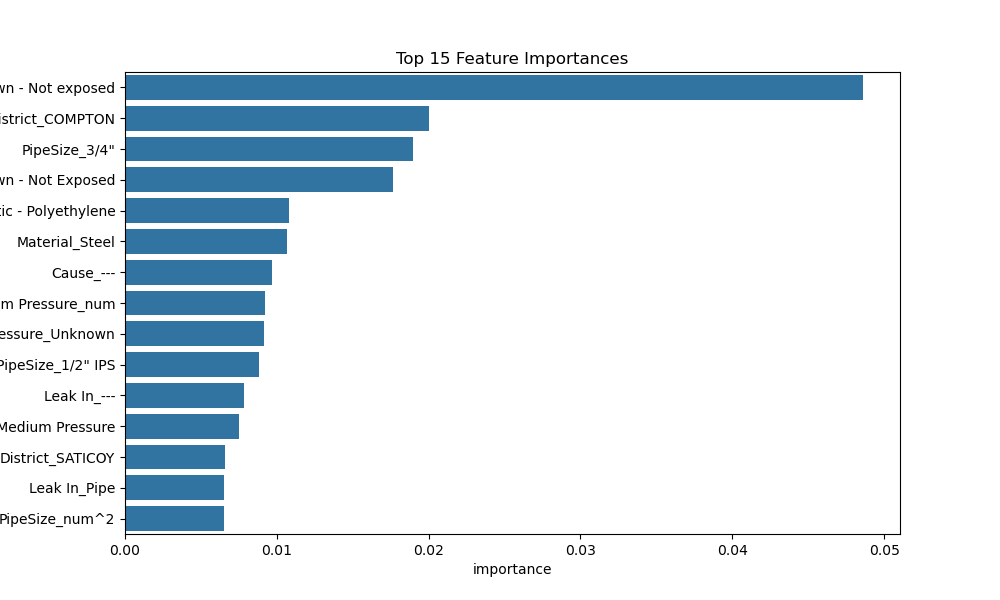 Top 15 Feature Importances
wn - Not exposed
istrict_COMPTON
PipeSize_3/4"
wn - Not Exposed
tic - Polyethylene
Material_Steel
Cause_---
m Pressure_num
essure_Unknown
PipeSize_1/2" IPS
Leak In_---
Medium Pressure
District_SATICOY
Leak In_Pipe
PipeSize_num^2
0.00 0.01 0.02 0.03 0.04 0.05
importance